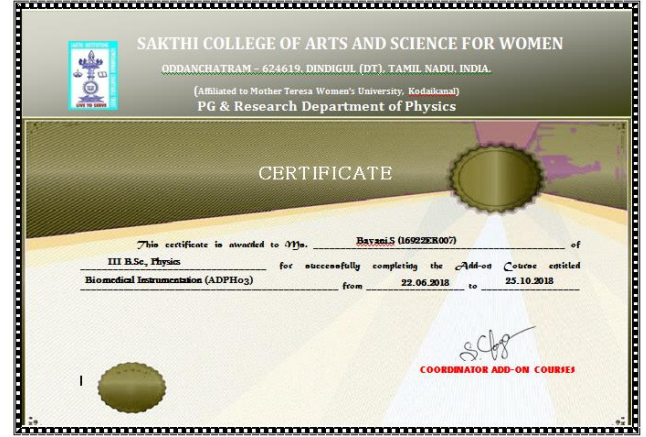 SAKTHI COLLEGE OF ARTS AND SCIENCE FOR WOMEN
ODDANCHATRAM – 624619. DINDIGUL (DT). TAMIL NADU. INDIA.
(Affiliated to Mother Teresa Women's University, Kodaikanal)
PG & Research Department of Physics
CERTIFICATE
This certificate is awarded to Ms. Bavani.S (16922ER007) of
III B.Sc., Physics for successfully completing the Add-on Course entitled
Biomedical Instrumentation (ADPH03) from 22.06.2018 to 25.10.2018
COORDINATOR ADD-ON COURSES
LIVE TO SERVE